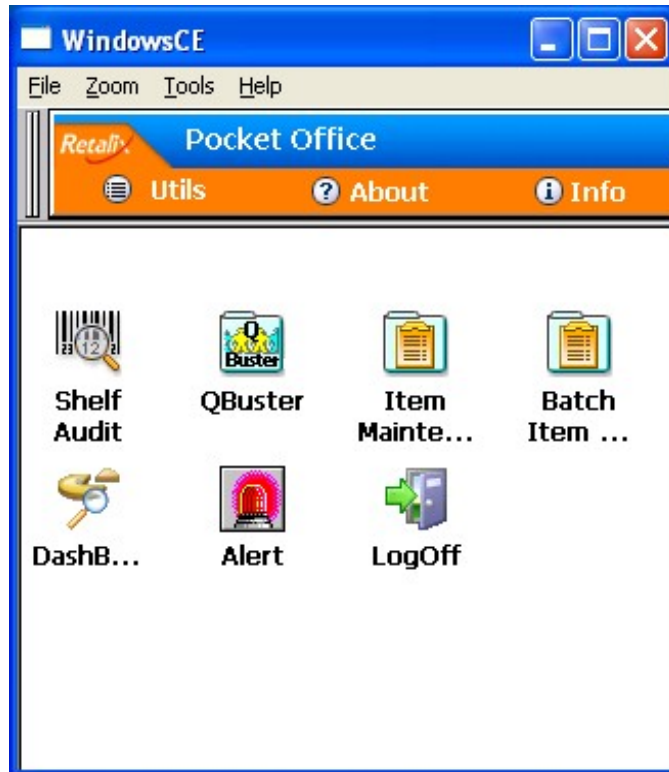 WindowsCE
File Zoom Tools Help
Retalix Pocket Office
Utils About Info
Q
Buster
Shelf Audit
QBuster
Item Mainte...
Batch Item ...
DashB...
Alert
LogOff